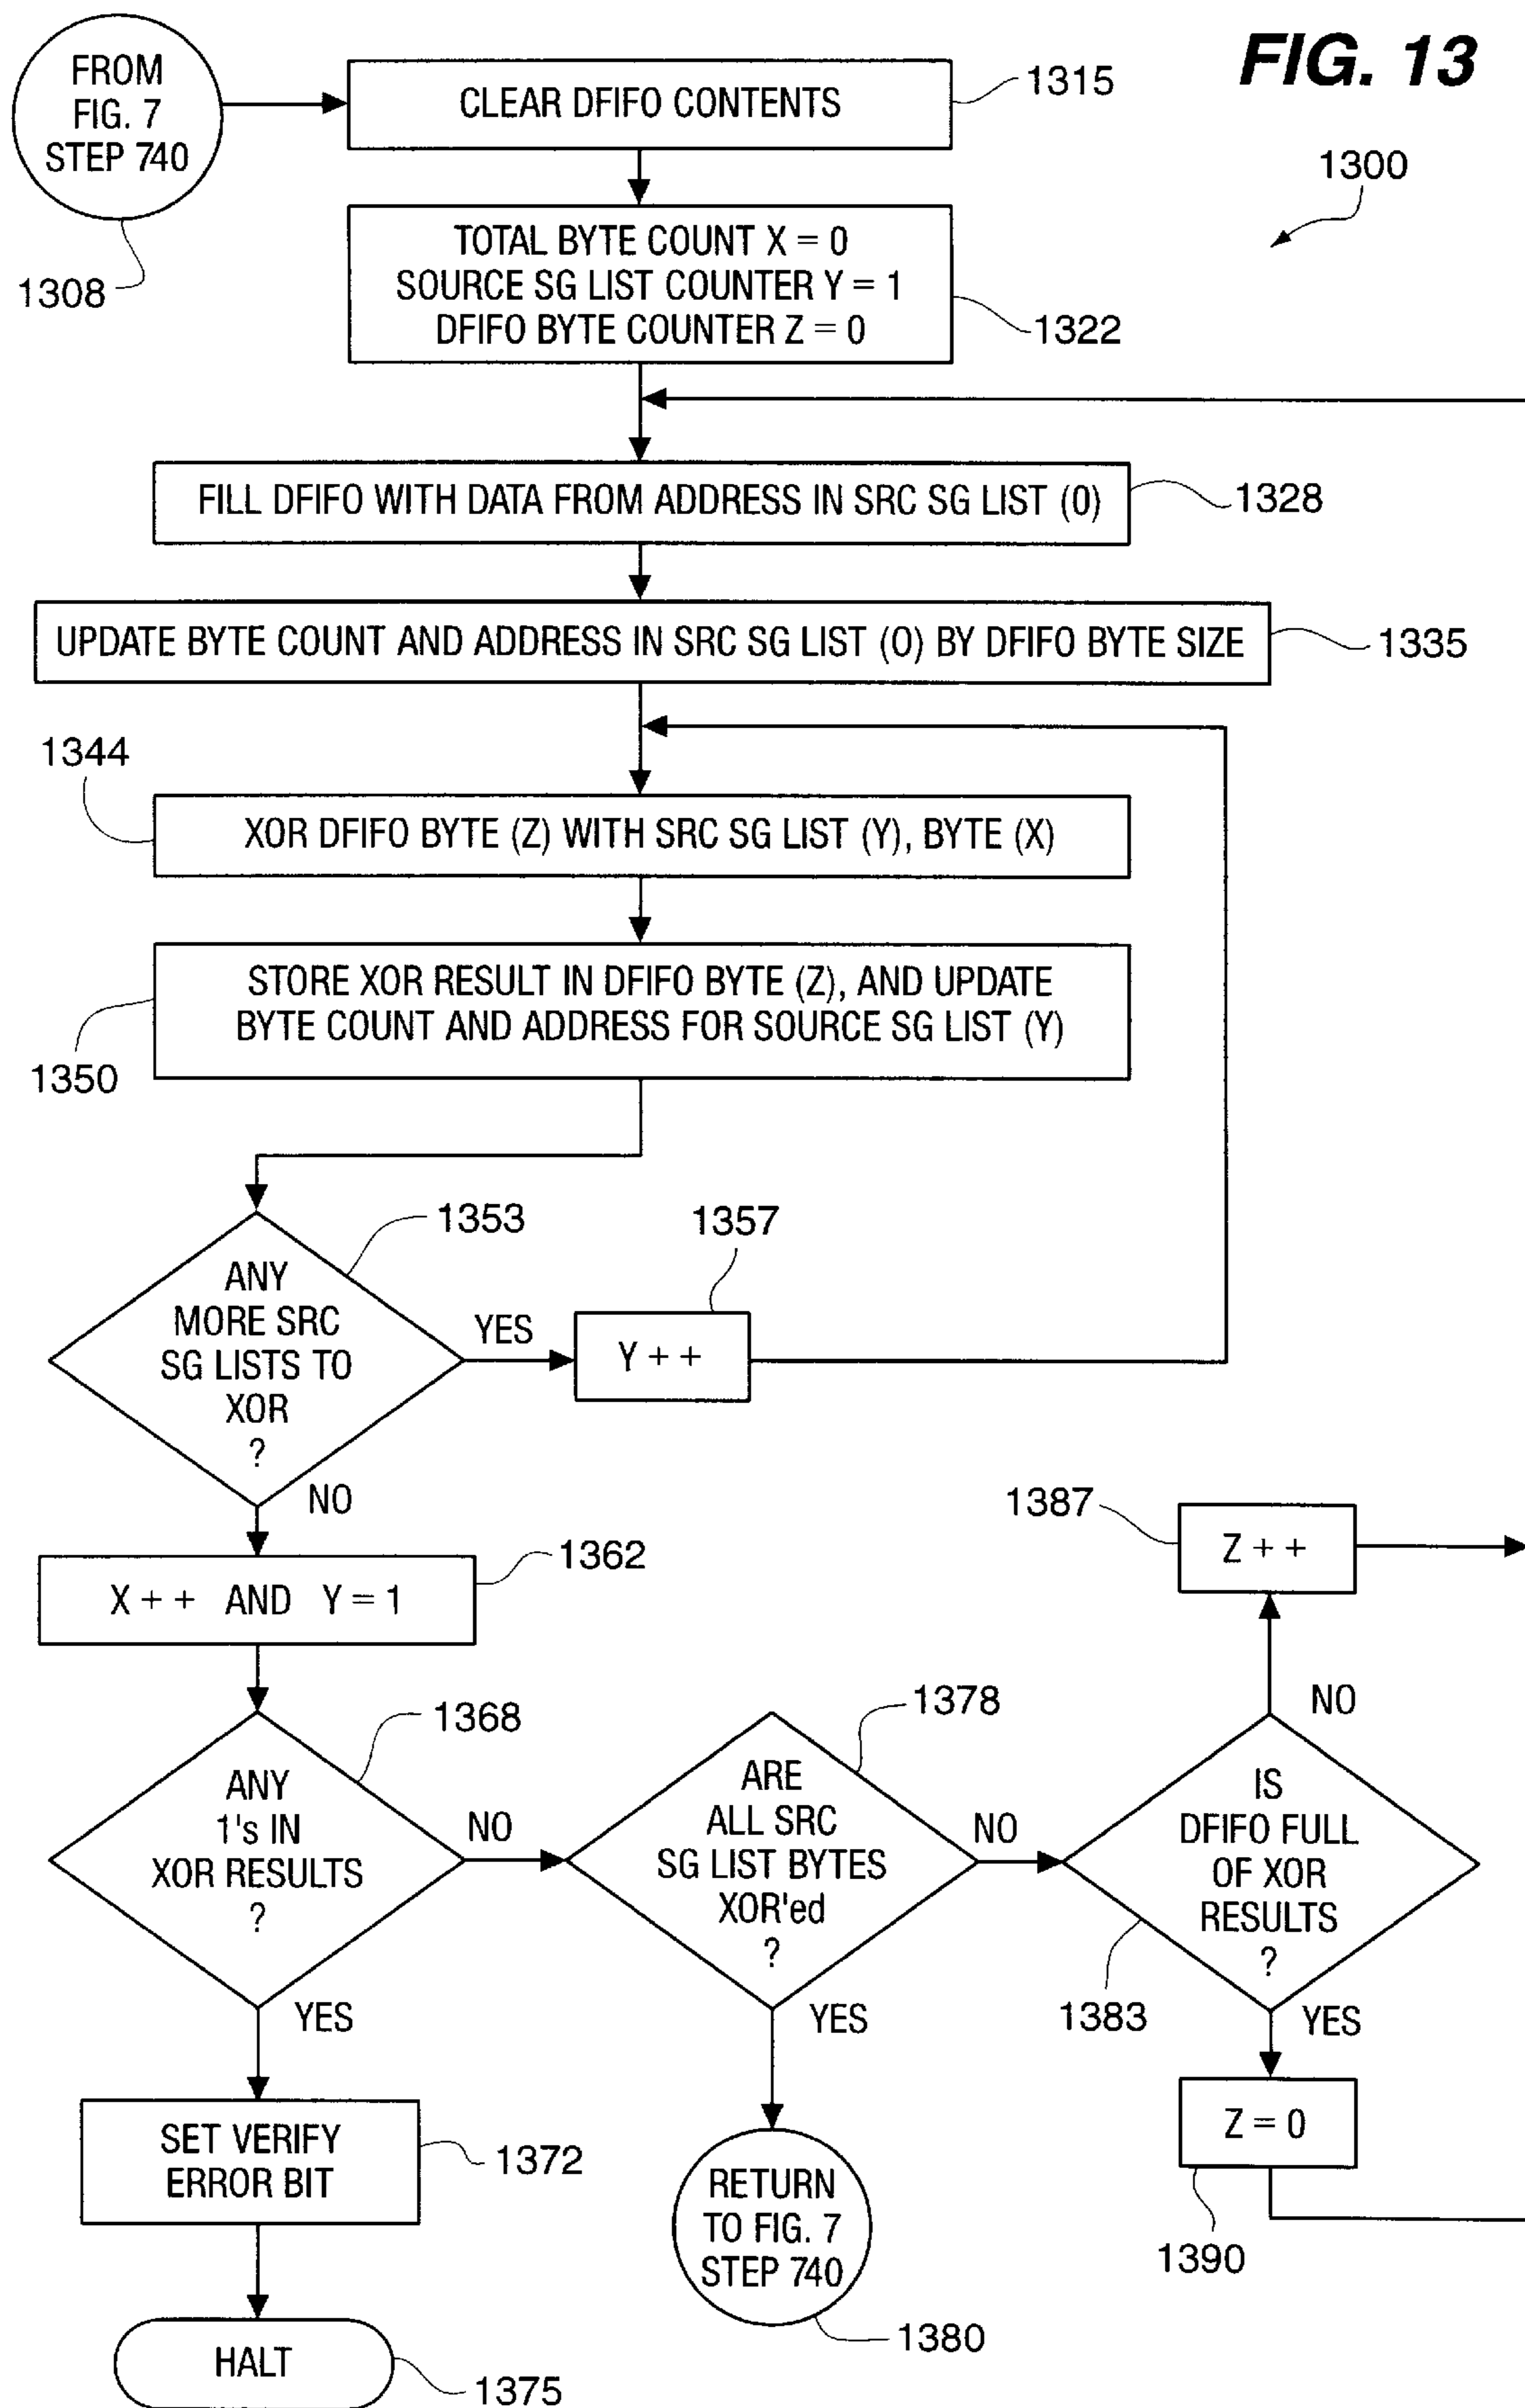 FIG. 13
FROM
FIG. 7
STEP 740
1308
CLEAR DFIFO CONTENTS
1315
1300
TOTAL BYTE COUNT X = 0
SOURCE SG LIST COUNTER Y = 1
DFIFO BYTE COUNTER Z = 0
1322
FILL DFIFO WITH DATA FROM ADDRESS IN SRC SG LIST (0)
1328
UPDATE BYTE COUNT AND ADDRESS IN SRC SG LIST (0) BY DFIFO BYTE SIZE
1335
1344
XOR DFIFO BYTE (Z) WITH SRC SG LIST (Y), BYTE (X)
STORE XOR RESULT IN DFIFO BYTE (Z), AND UPDATE
BYTE COUNT AND ADDRESS FOR SOURCE SG LIST (Y)
1350
ANY
MORE SRC
SG LISTS TO
XOR
?
1353
YES
1357
Y + +
NO
X + + AND Y = 1
1362
1387
Z + +
ANY
1's IN
XOR RESULTS
?
1368
NO
YES
ARE
ALL SRC
SG LIST BYTES
XOR'ed
?
1378
NO
YES
IS
DFIFO FULL
OF XOR
RESULTS
?
NO
1383
YES
SET VERIFY
ERROR BIT
1372
RETURN
TO FIG. 7
STEP 740
1380
Z = 0
1390
HALT
1375